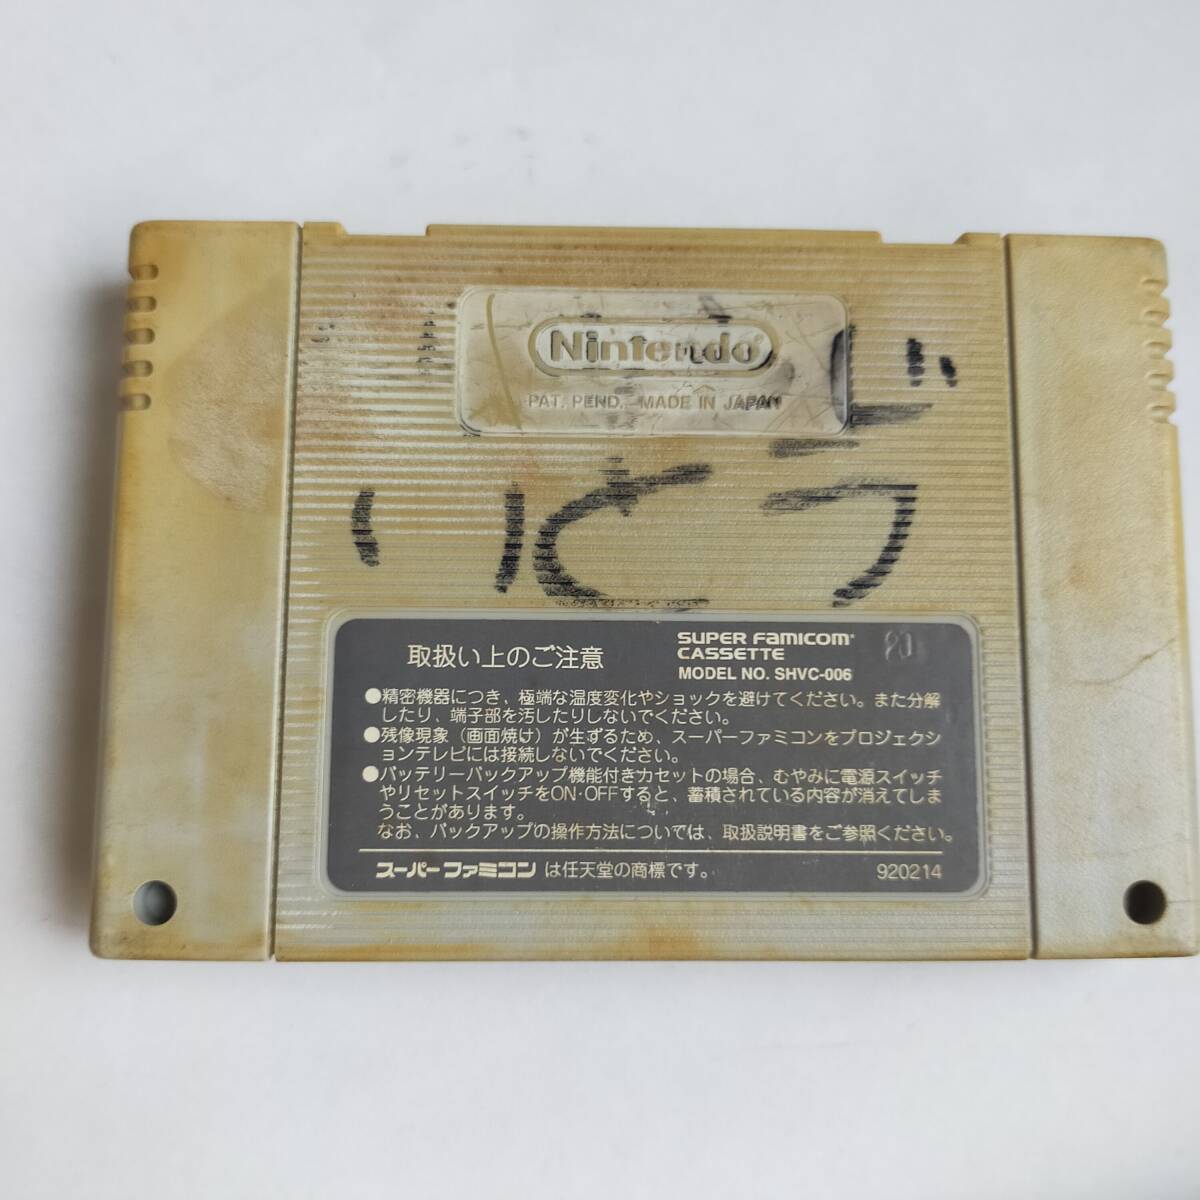 Nintendo®
PAT. PEND. MADE IN JAPAN
いとう
取扱い上のご注意
SUPER FAMICOM®
CASSETTE
MODEL NO. SHVC-006
●精密機器につき、極端な温度変化やショックを避けてください。また分解
したり、端子部を汚したりしないでください。
●残像現象(画面焼け)が生ずるため、スーパーファミコンをプロジェクシ
ョンテレビには接続しないでください。
●バッテリーバックアップ機能付きカセットの場合、むやみに電源スイッチ
やリセットスイッチをON・OFFすると、蓄積されている内容が消えてしま
うことがあります。
なお、バックアップの操作方法については、取扱説明書をご参照ください。
スーパーファミコン は任天堂の商標です。
920214